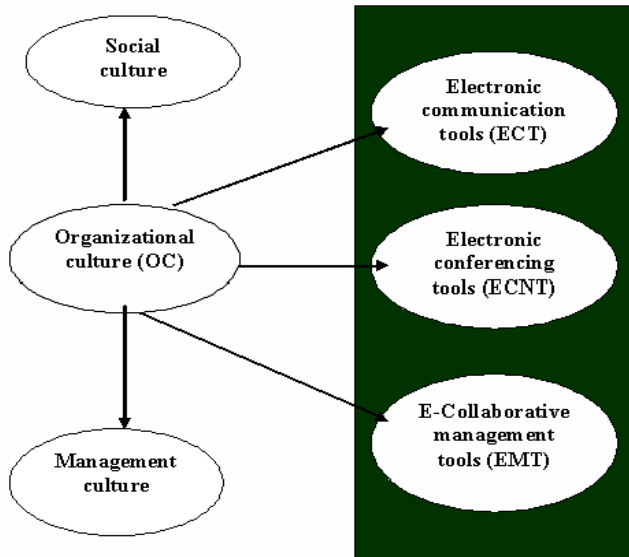 Social
culture
Electronic
communication
tools (ECT)
Organizational
culture (OC)
Electronic
conferencing
tools (ECNT)
E-Collaborative
management
tools (EMT)
Management
culture